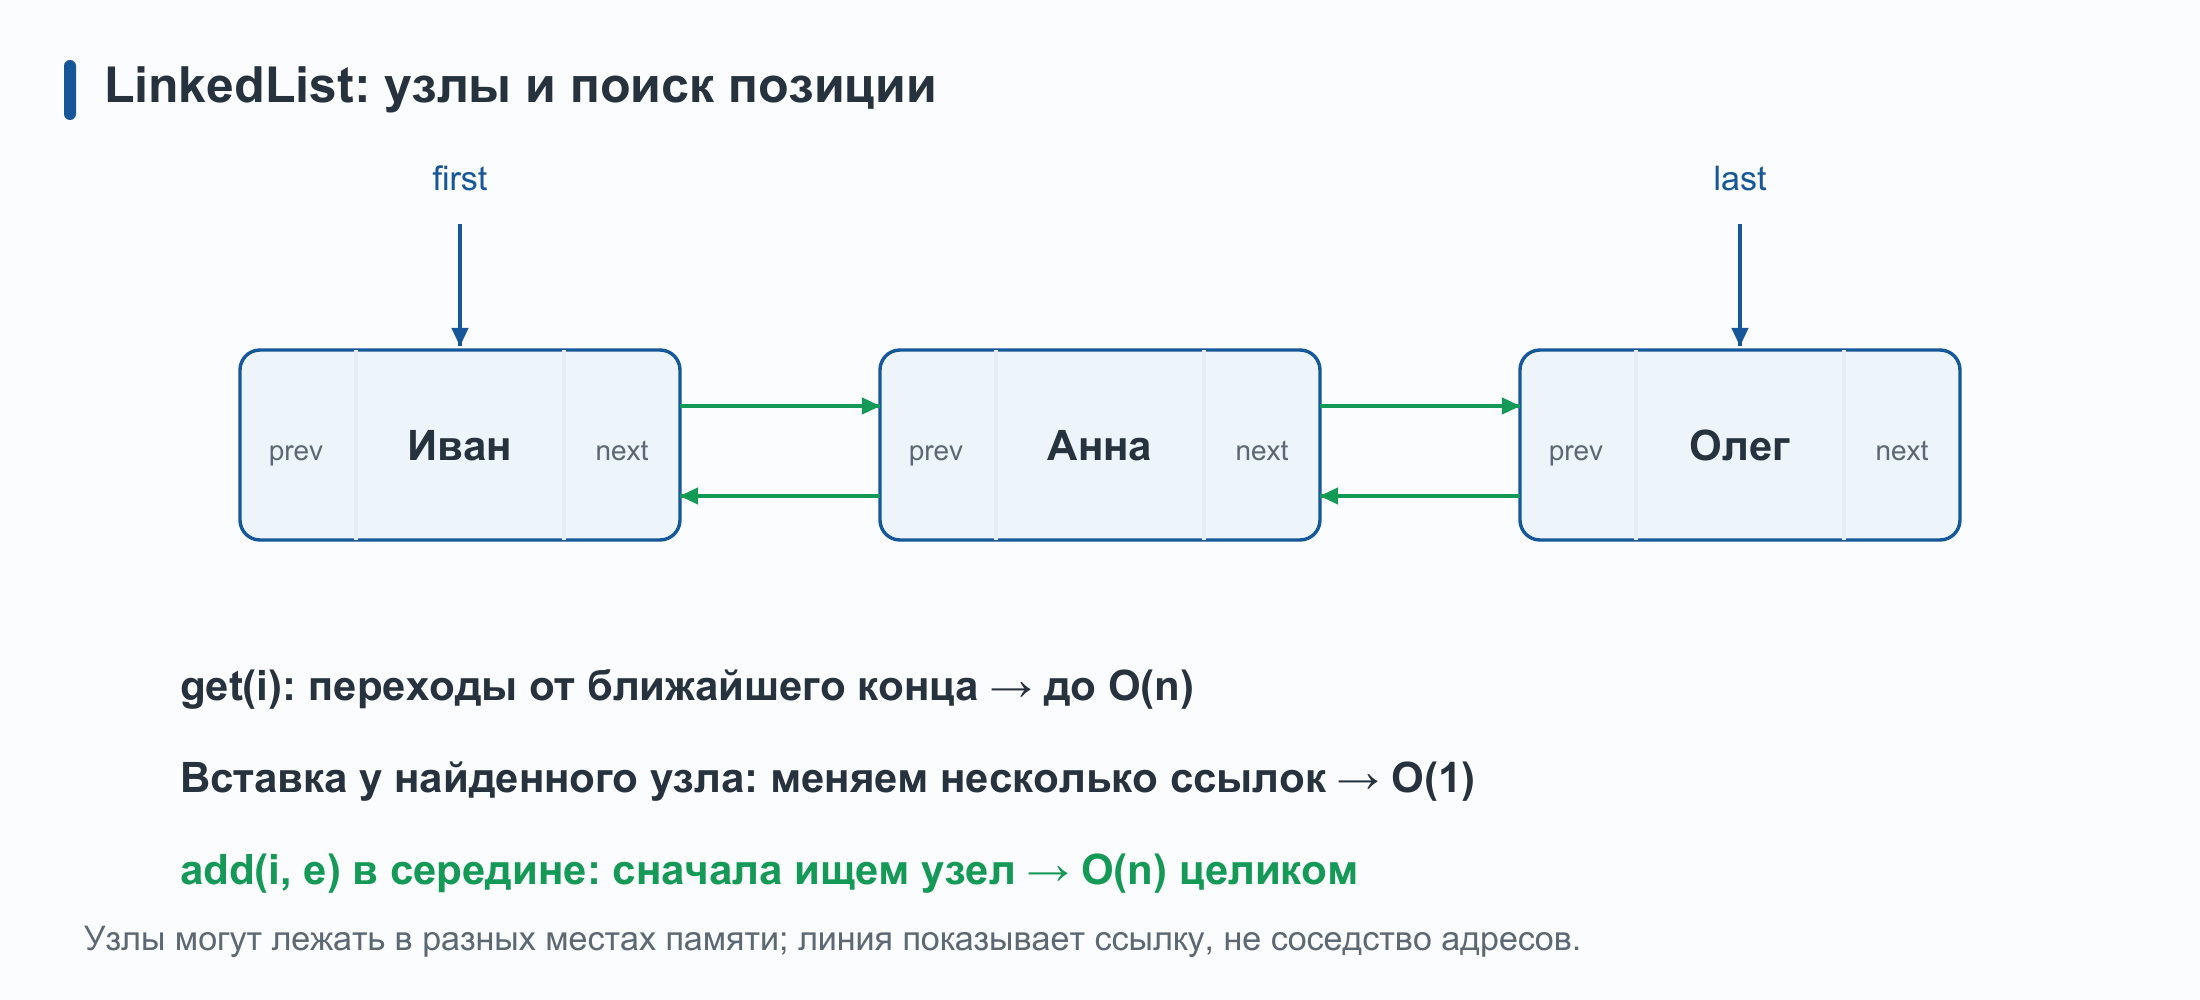 LinkedList: узлы и поиск позиции
first
last
prev
Иван
next
prev
Анна
next
prev
Олег
next
get(i): переходы от ближайшего конца → до O(n)
Вставка у найденного узла: меняем несколько ссылок → O(1)
add(i, e) в середине: сначала ищем узел → O(n) целиком
Узлы могут лежать в разных местах памяти; линия показывает ссылку, не соседство адресов.